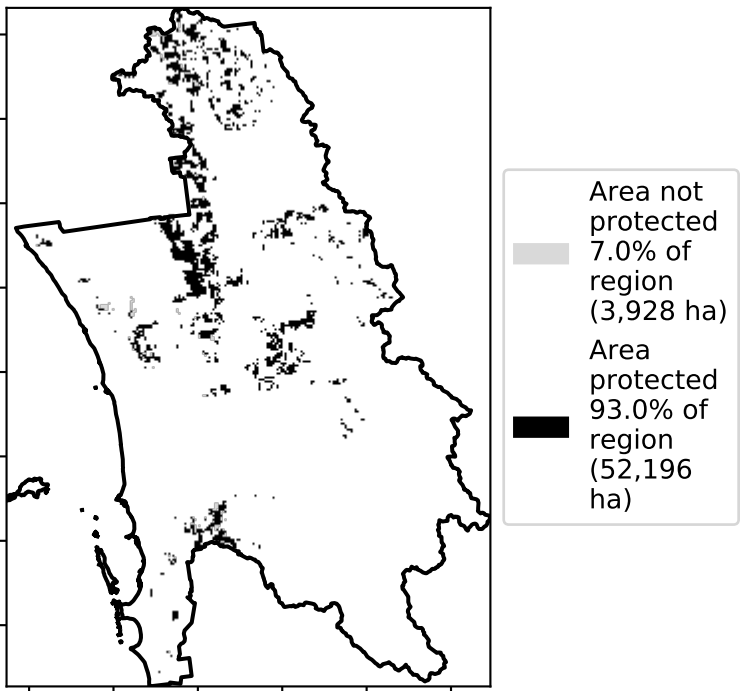 Area not
protected
7.0% of
region
(3,928 ha)
Area
protected
93.0% of
region
(52,196
ha)